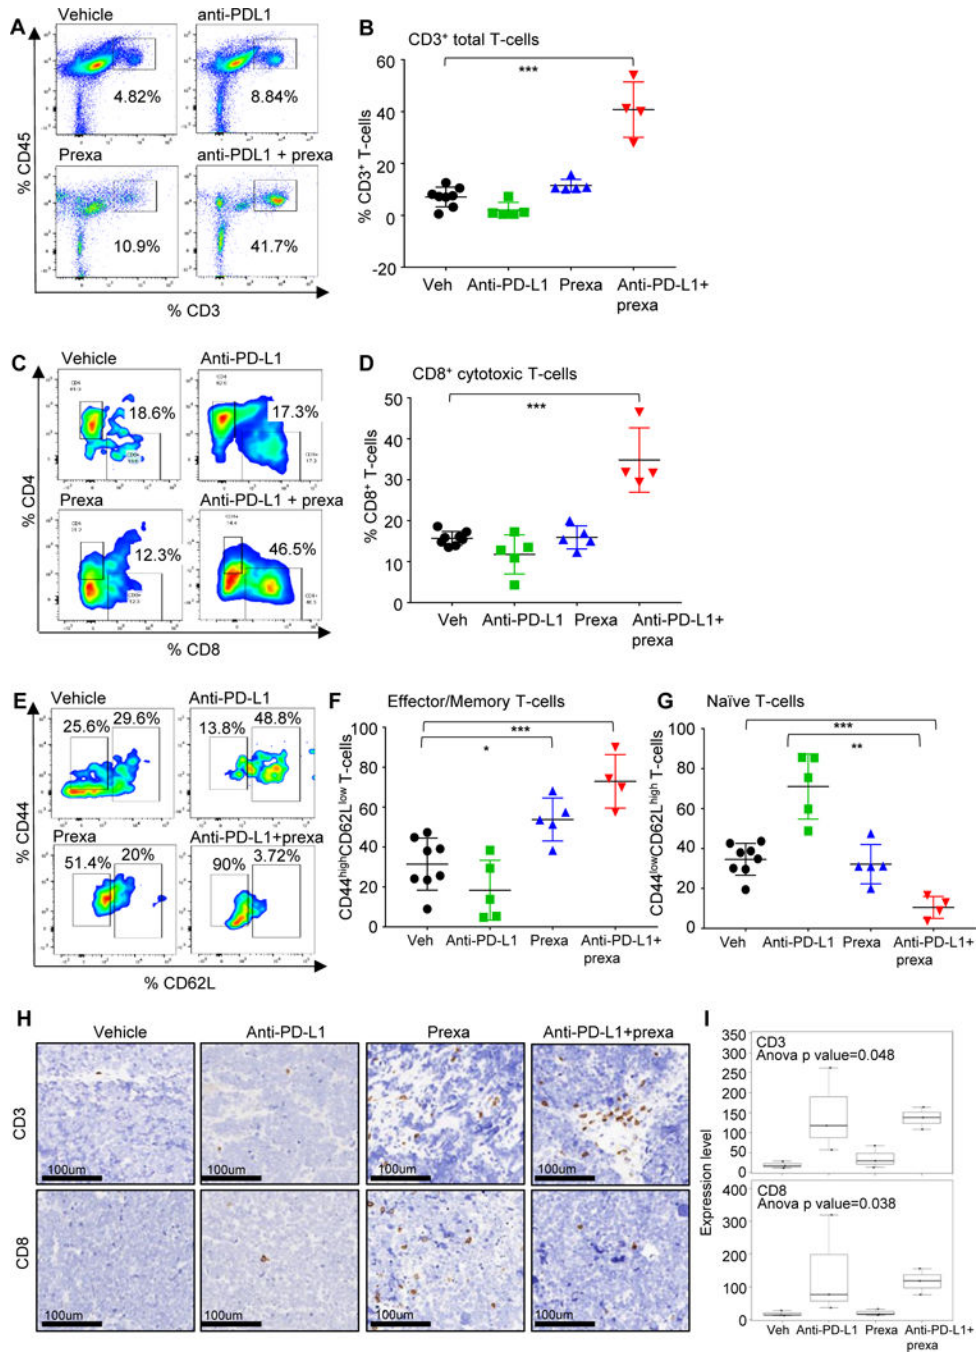 A
Vehicle
anti-PDL1
4.82%
8.84%
Prexa
anti-PDL1 + prexa
10.9%
41.7%
% CD45
% CD3
B
CD3+ total T-cells
***
% CD3+ T-cells
60
40
20
0
-20
Veh
Anti-PD-L1
Prexa
Anti-PD-L1+
prexa
C
Vehicle
Anti-PD-L1
18.6%
17.3%
Prexa
Anti-PD-L1 + prexa
12.3%
46.5%
% CD4
% CD8
D
CD8+ cytotoxic T-cells
***
% CD8+ T-cells
50
40
30
20
10
0
Veh
Anti-PD-L1
Prexa
Anti-PD-L1+
prexa
E
Vehicle
Anti-PD-L1
25.6%
29.6%
13.8%
48.8%
Prexa
Anti-PD-L1+prexa
51.4%
20%
90%
3.72%
% CD44
% CD62L
F
Effector/Memory T-cells
***
*
CD44highCD62Llow T-cells
100
80
60
40
20
0
Veh
Anti-PD-L1
Prexa
Anti-PD-L1+
prexa
G
Naïve T-cells
***
**
CD44lowCD62Lhigh T-cells
100
80
60
40
20
0
Veh
Anti-PD-L1
Prexa
Anti-PD-L1+
prexa
H
Vehicle
Anti-PD-L1
Prexa
Anti-PD-L1+prexa
CD3
100um
100um
100um
100um
CD8
100um
100um
100um
100um
I
Expression level
CD3
Anova p value=0.048
350
300
250
200
150
100
50
0
CD8
Anova p value=0.038
400
300
200
100
0
Veh
Anti-PD-L1
Prexa
Anti-PD-L1+
prexa